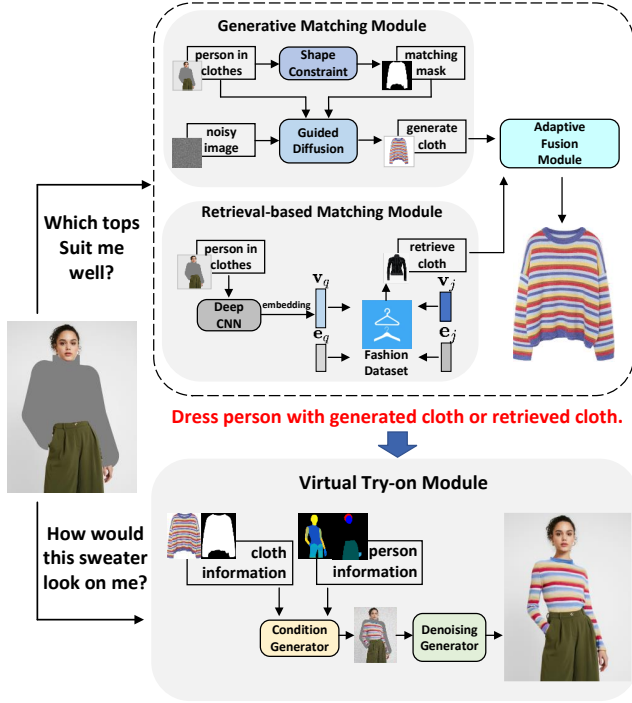 Generative Matching Module
person in
clothes
Shape
Constraint
matching
mask
noisy
image
Guided
Diffusion
generate
cloth
Adaptive
Fusion
Module
Which tops
Suit me
well?
Retrieval-based Matching Module
person in
clothes
retrieve
cloth
Deep
CNN
embedding
v_q
v_j
e_q
e_j
Fashion
Dataset
Dress person with generated cloth or retrieved cloth.
Virtual Try-on Module
How would
this sweater
look on me?
cloth
information
person
information
Condition
Generator
Denoising
Generator